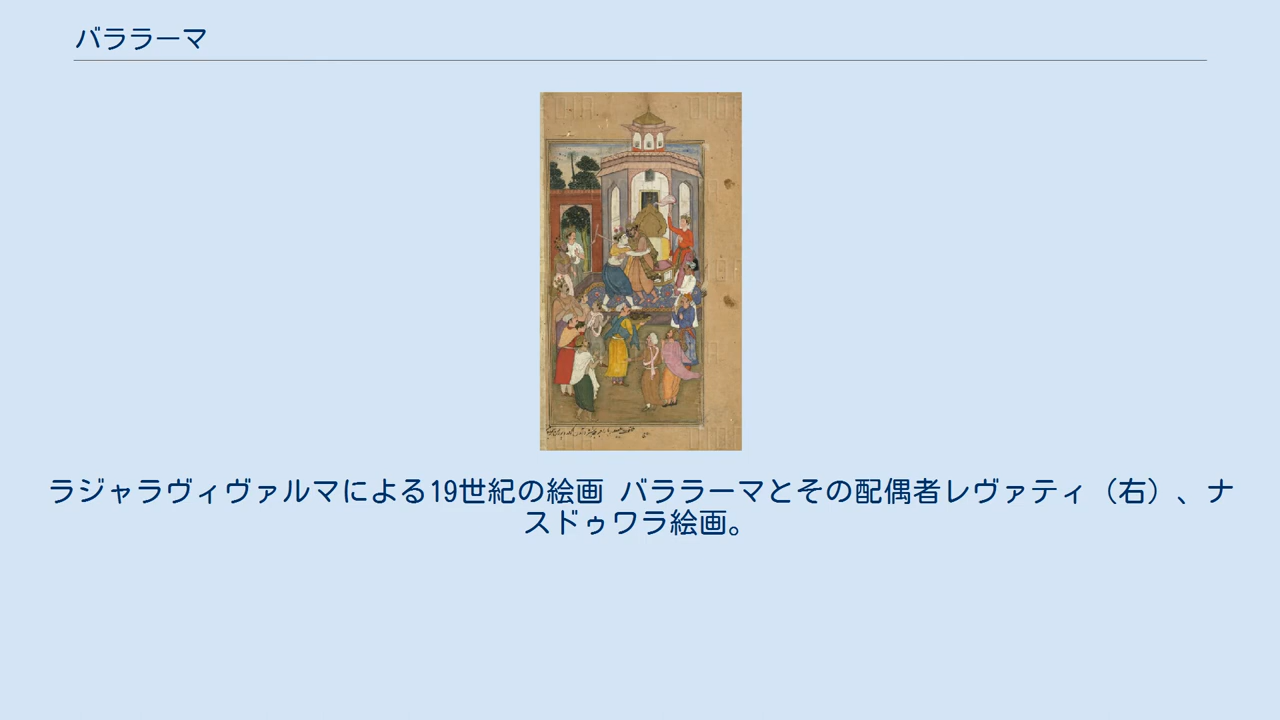 バララーマ
ラジャラヴィヴァルマによる19世紀の絵画 バララーマとその配偶者レヴァティ（右）、ナ
スドゥワラ絵画。